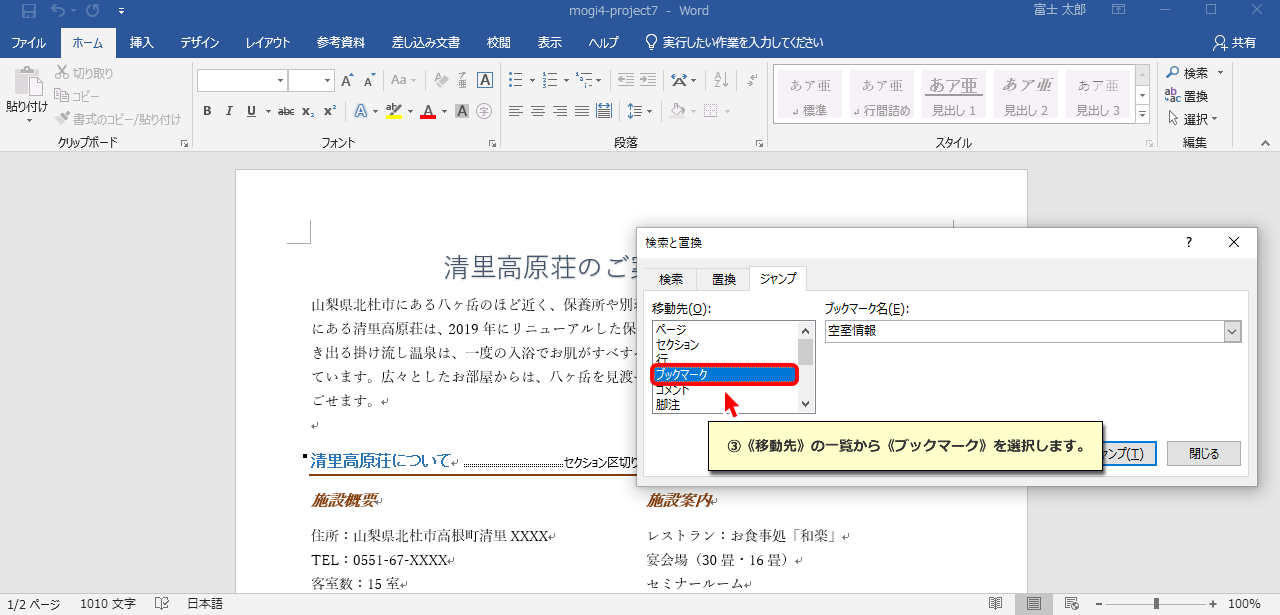 mogi4-project7 - Word
富士 太郎
ファイル ホーム 挿入 デザイン レイアウト 参考資料 差し込み文書 校閲 表示 ヘルプ 実行したい作業を入力してください 共有
貼り付け
切り取り
コピー
書式のコピー/貼り付け
クリップボード
B I U abc x₂ x²
Aa
フォント
段落
あア亜 あア亜 あア亜 あア亜 あア亜
標準 行間詰め 見出し 1 見出し 2 見出し 3
スタイル
検索
置換
選択
編集
清里高原荘のご
山梨県北杜市にある八ヶ岳のほど近く、保養所や別
にある清里高原荘は、2019 年にリニューアルした保
き出る掛け流し温泉は、一度の入浴でお肌がすべす
ています。広々としたお部屋からは、八ヶ岳を見渡
ごせます。
清里高原荘について
セクション区切り
施設概要
住所：山梨県北杜市高根町清里 XXXX
TEL：0551-67-XXXX
客室数：15 室
施設案内
レストラン：お食事処「和楽」
宴会場（30 畳・16 畳）
セミナールーム
検索と置換
?
検索 置換 ジャンプ
移動先(O):
ページ
セクション
行
ブックマーク
コメント
脚注
ブックマーク名(E):
空室情報
③《移動先》の一覧から《ブックマーク》を選択します。
ンプ(T)
閉じる
1/2 ページ 1010 文字 日本語
100%